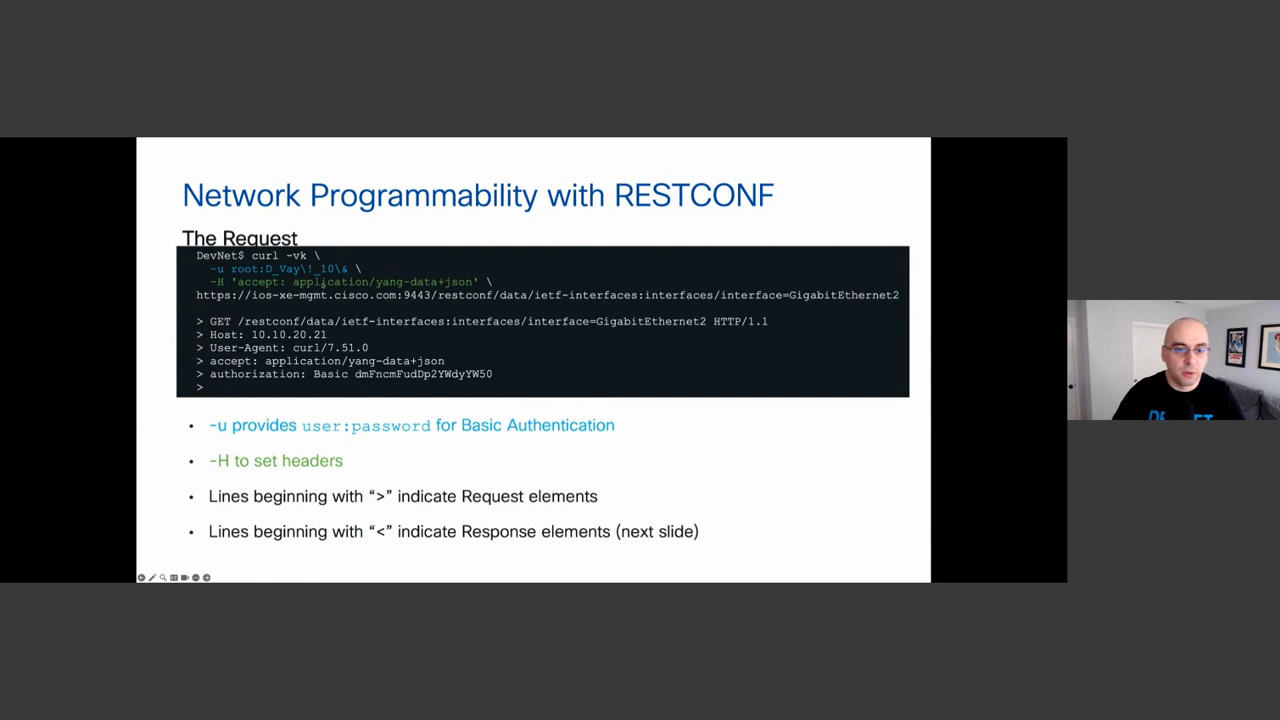 Network Programmability with RESTCONF
The Request
DevNet$ curl -vk \
-u root:D_Vay\!_10\& \
-H 'accept: application/yang-data+json' \
https://ios-xe-mgmt.cisco.com:9443/restconf/data/ietf-interfaces:interfaces/interface=GigabitEthernet2
> GET /restconf/data/ietf-interfaces:interfaces/interface=GigabitEthernet2 HTTP/1.1
> Host: 10.10.20.21
> User-Agent: curl/7.51.0
> accept: application/yang-data+json
> authorization: Basic dmFncmFudDp2YWdyYW50
>
• -u provides user:password for Basic Authentication
• -H to set headers
• Lines beginning with “>” indicate Request elements
• Lines beginning with “<” indicate Response elements (next slide)